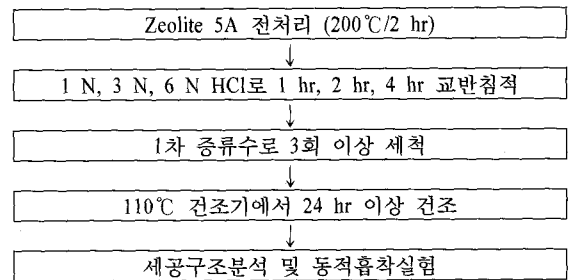 Zeolite 5A 전처리 (200℃/2 hr)
1 N, 3 N, 6 N HCl로 1 hr, 2 hr, 4 hr 교반침적
1차 증류수로 3회 이상 세척
110℃ 건조기에서 24 hr 이상 건조
세공구조분석 및 동적흡착실험